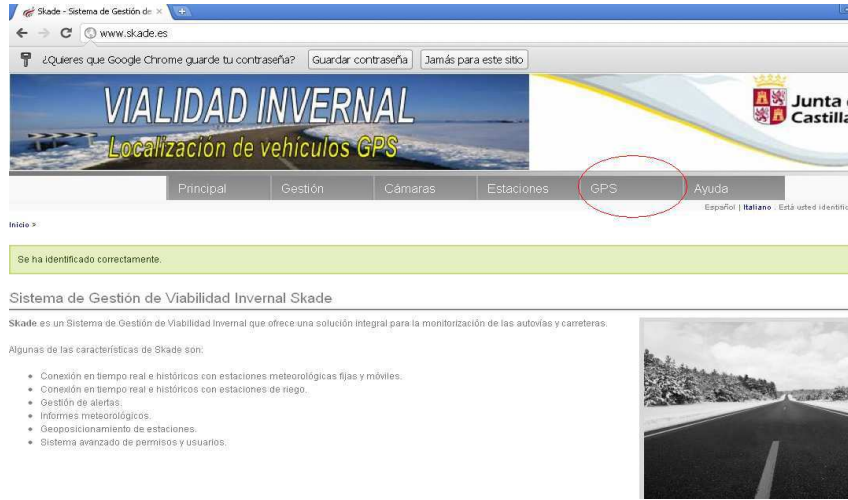 Skade - Sistema de Gestión de
www.skade.es
¿Quieres que Google Chrome guarde tu contraseña? Guardar contraseña Jamás para este sitio
VIALIDAD INVERNAL
Localización de vehículos GPS
Junta
Castilla
Principal Gestión Cámaras Estaciones GPS Ayuda
Español | Italiano . Está usted identific
Inicio >
Se ha identificado correctamente.
Sistema de Gestión de Viabilidad Invernal Skade
Skade es un Sistema de Gestión de Viabilidad Invernal que ofrece una solución integral para la monitorización de las autovías y carreteras.
Algunas de las características de Skade son:
Conexión en tiempo real e históricos con estaciones meteorológicas fijas y móviles.
Conexión en tiempo real e históricos con estaciones de riego.
Gestión de alertas.
Informes meteorológicos.
Geoposicionamiento de estaciones.
Sistema avanzado de permisos y usuarios.